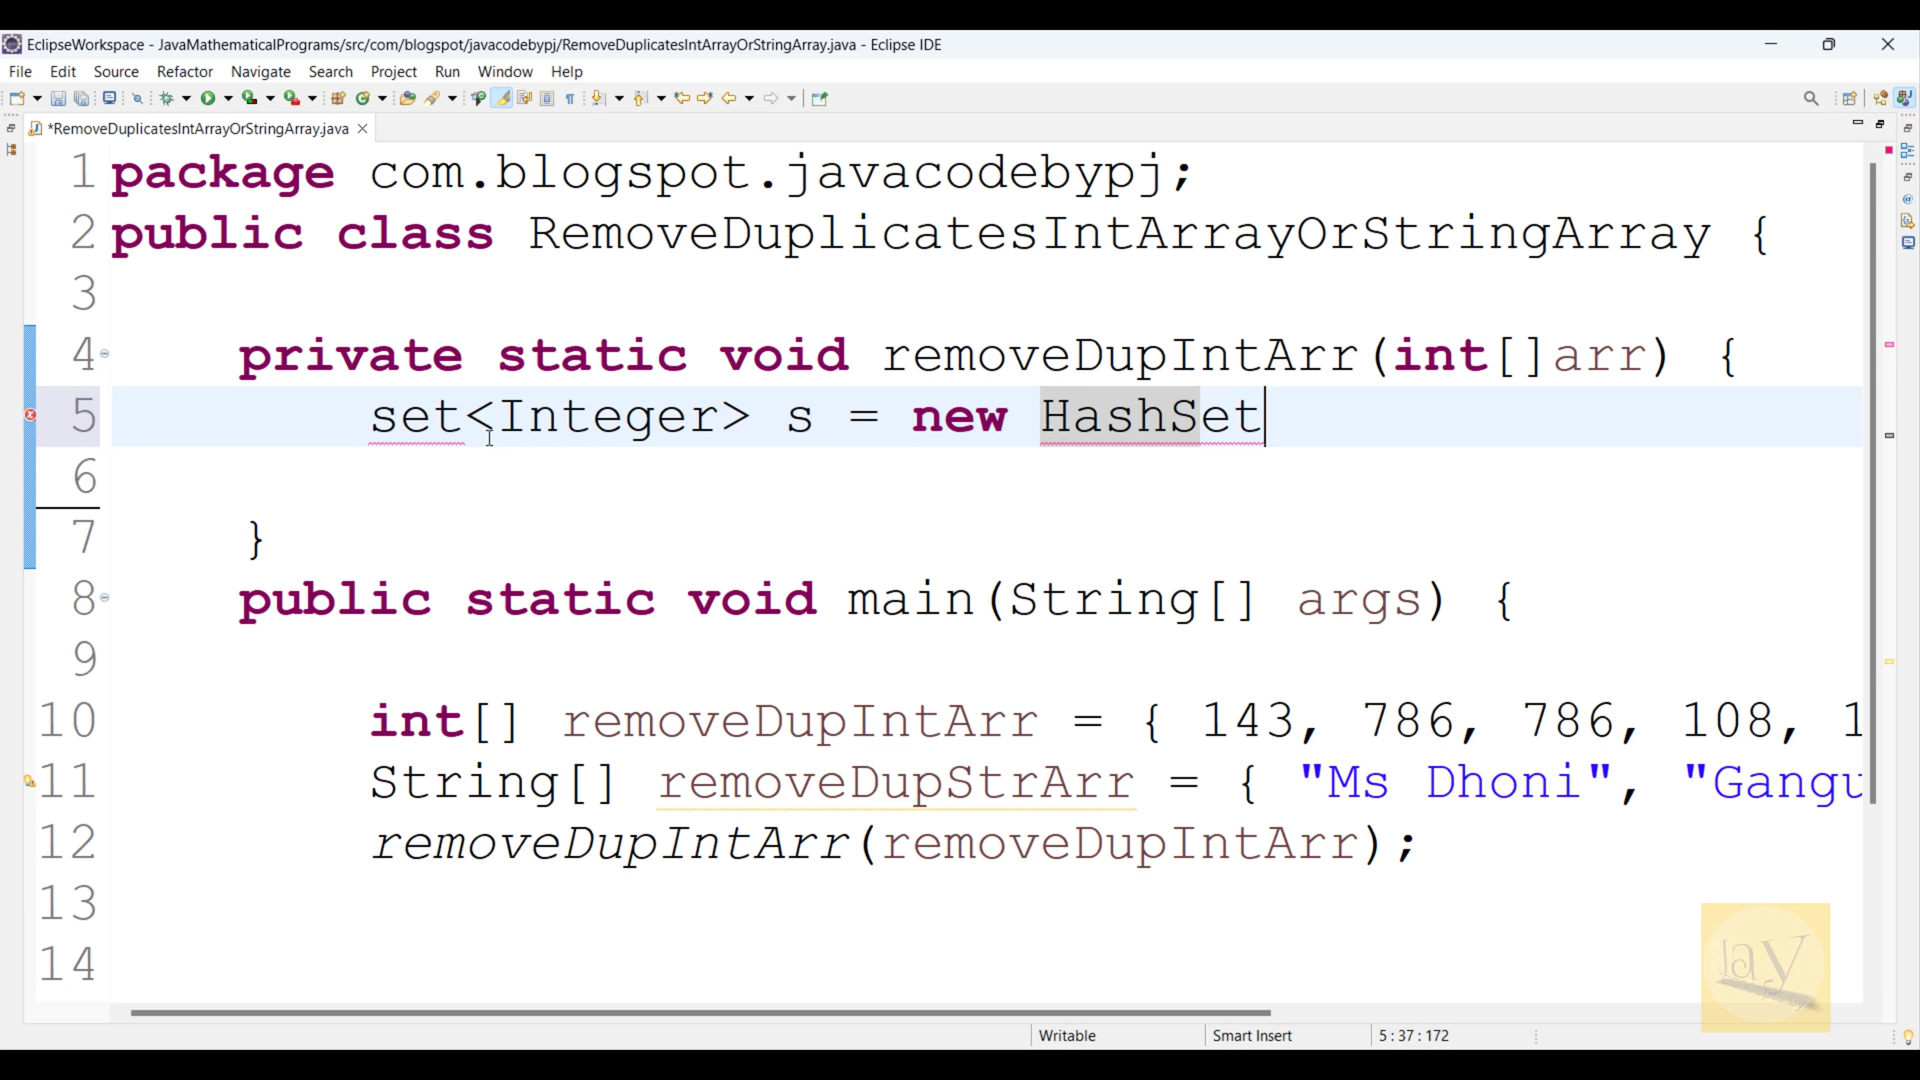 EclipseWorkspace - JavaMathematicalPrograms/src/com/blogspot/javacodebypj/RemoveDuplicatesIntArrayOrStringArray.java - Eclipse IDE
File Edit Source Refactor Navigate Search Project Run Window Help
*RemoveDuplicatesIntArrayOrStringArray.java
1 package com.blogspot.javacodebypj;
2 public class RemoveDuplicatesIntArrayOrStringArray {
3
4 private static void removeDupIntArr(int[]arr) {
5 set<Integer> s = new HashSet
6
7 }
8 public static void main(String[] args) {
9
10 int[] removeDupIntArr = { 143, 786, 786, 108, 1
11 String[] removeDupStrArr = { "Ms Dhoni", "Gangu
12 removeDupIntArr(removeDupIntArr);
13
14
Jay
Writable Smart Insert 5 : 37 : 172